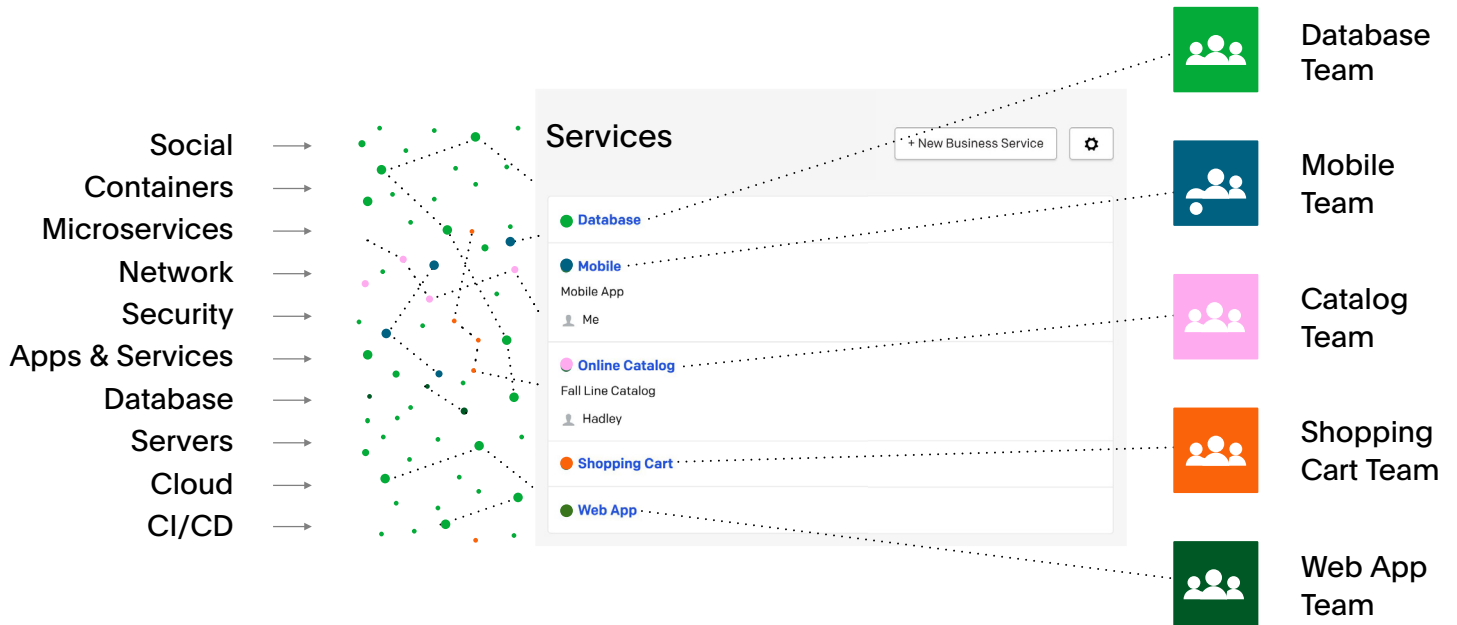 Social
Containers
Microservices
Network
Security
Apps & Services
Database
Servers
Cloud
CI/CD
Services
+ New Business Service
Database
Mobile
Mobile App
Me
Online Catalog
Fall Line Catalog
Hadley
Shopping Cart
Web App
Database
Team
Mobile
Team
Catalog
Team
Shopping
Cart Team
Web App
Team